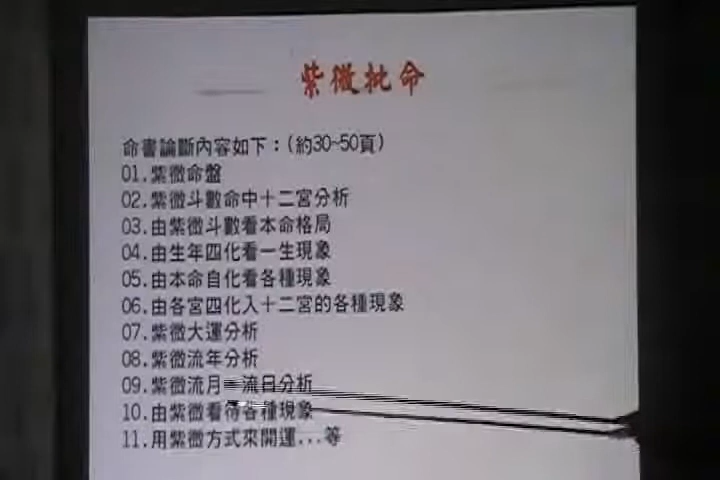 紫微批命
命書論斷內容如下：(約30~50頁)
01.紫微命盤
02.紫微斗數命中十二宮分析
03.由紫微斗數看本命格局
04.由生年四化看一生現象
05.由本命自化看各種現象
06.由各宮四化入十二宮的各種現象
07.紫微大運分析
08.紫微流年分析
09.紫微流月 流日分析
10.由紫微看待各種現象
11.用紫微方式來開運...等